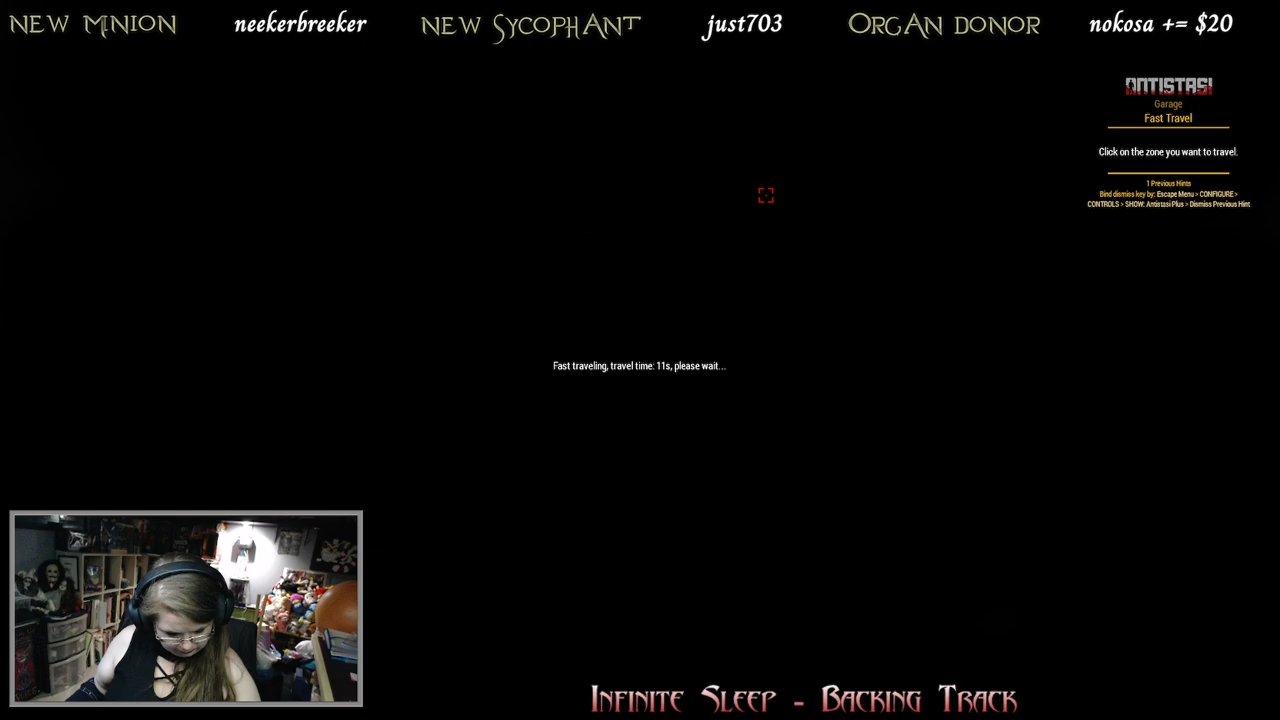 NEW MINION neekerbreeker NEW SYCOPHANT just703 ORGAN DONOR nokosa += $20
ANTISTASI
Garage
Fast Travel
Click on the zone you want to travel.
1 Previous Hints
Bind dismiss key by: Escape Menu > CONFIGURE >
CONTROLS > SHOW: Antistasi Plus > Dismiss Previous Hint
Fast traveling, travel time: 11s, please wait...
INFINITE SLEEP - BACKING TRACK